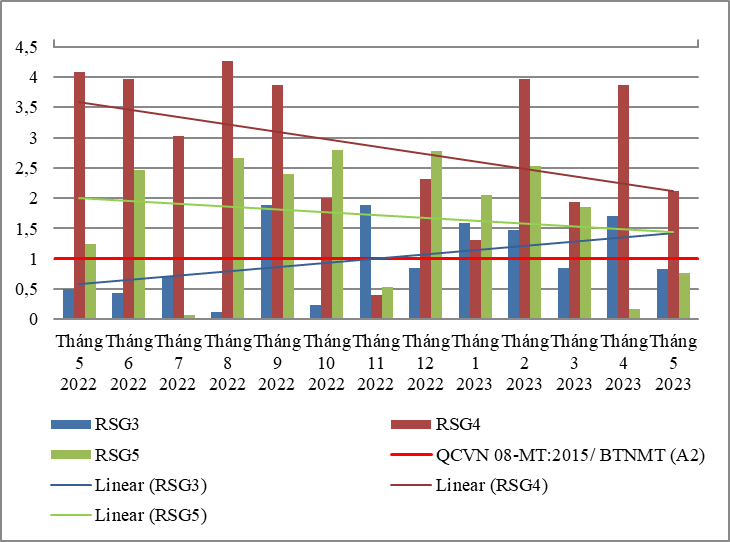 4,5
4
3,5
3
2,5
2
1,5
1
0,5
0
Tháng Tháng Tháng Tháng Tháng Tháng Tháng Tháng Tháng Tháng Tháng Tháng Tháng
5 6 7 8 9 10 11 12 1 2 3 4 5
2022 2022 2022 2022 2022 2022 2022 2022 2023 2023 2023 2023 2023
RSG3 RSG4
RSG5 QCVN 08-MT:2015/ BTNMT (A2)
Linear (RSG3) Linear (RSG4)
Linear (RSG5)